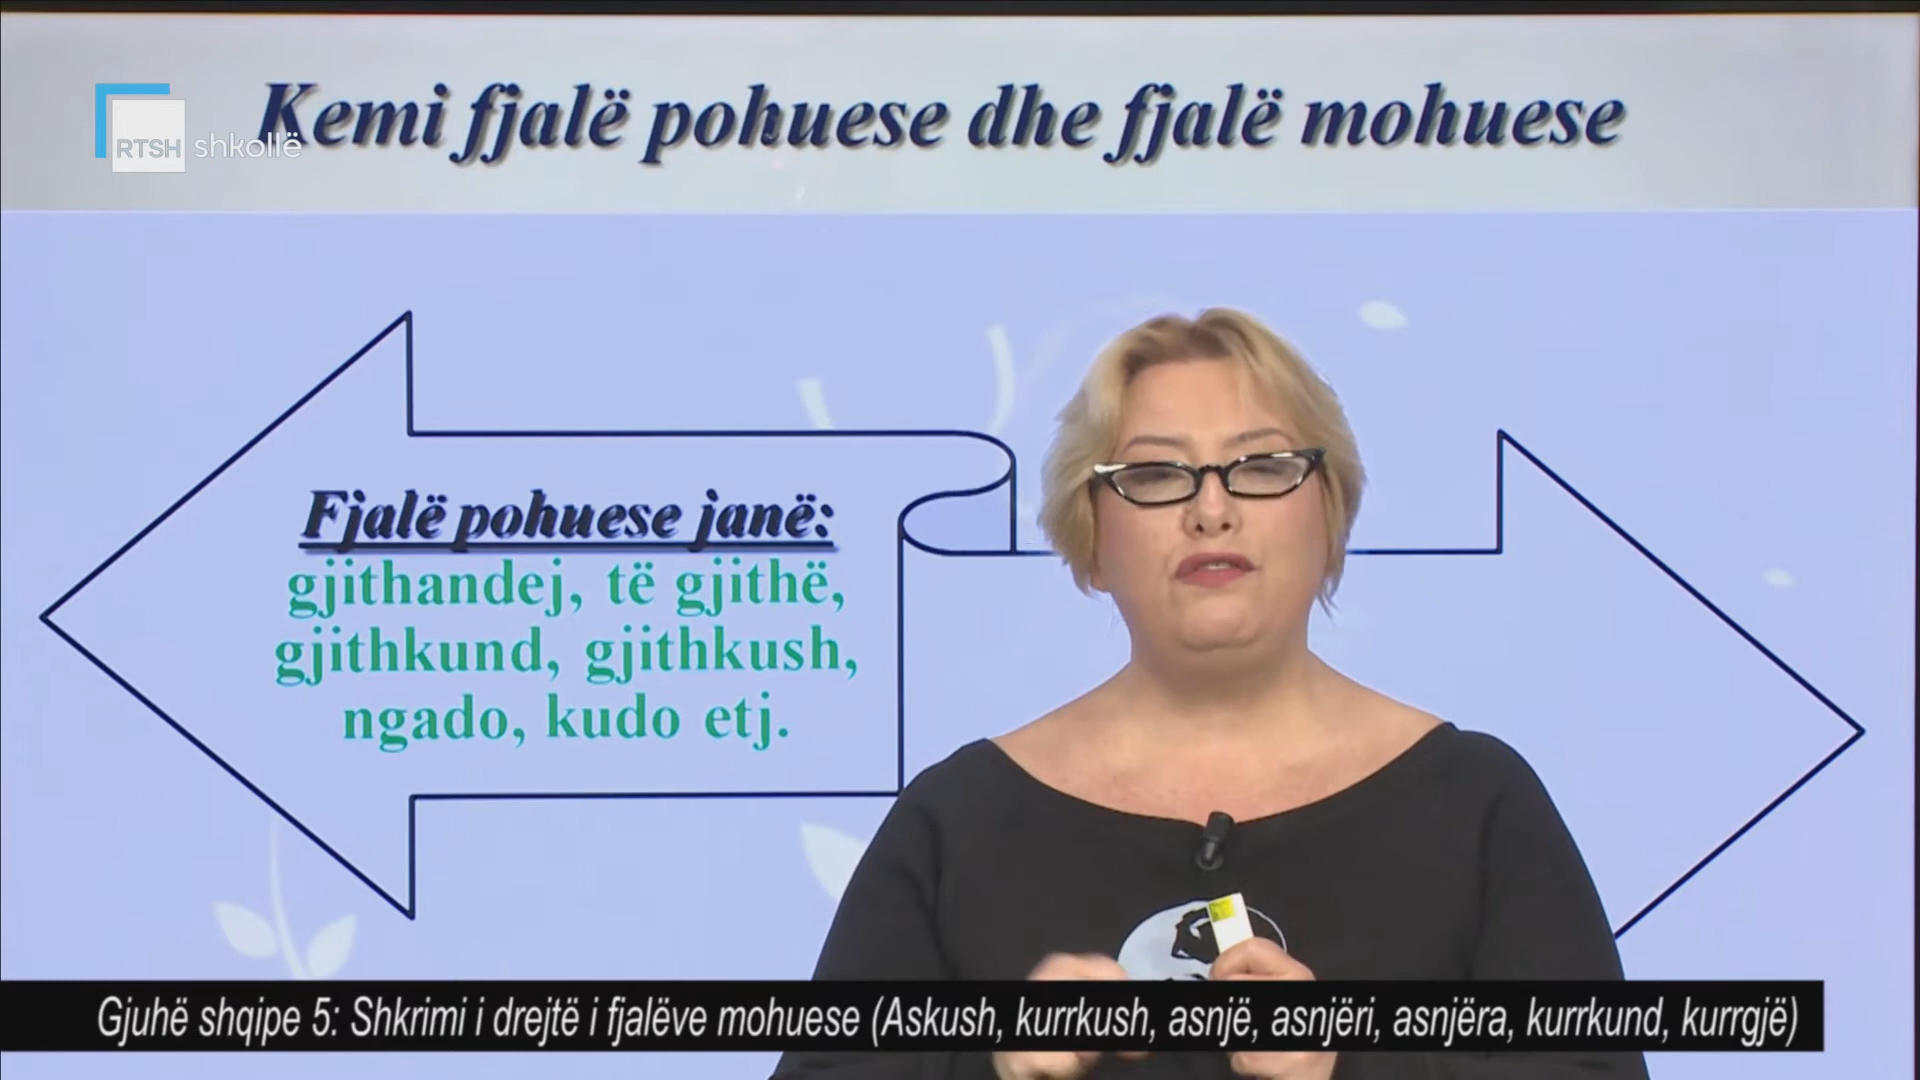 Kemi fjalë pohuese dhe fjalë mohuese
RTSH shkollë
Fjalë pohuese janë:
gjithandej, të gjithë,
gjithkund, gjithkush,
ngado, kudo etj.
Gjuhë shqipe 5: Shkrimi i drejtë i fjalëve mohuese (Askush, kurrkush, asnjë, asnjëri, asnjëra, kurrkund, kurrgjë)